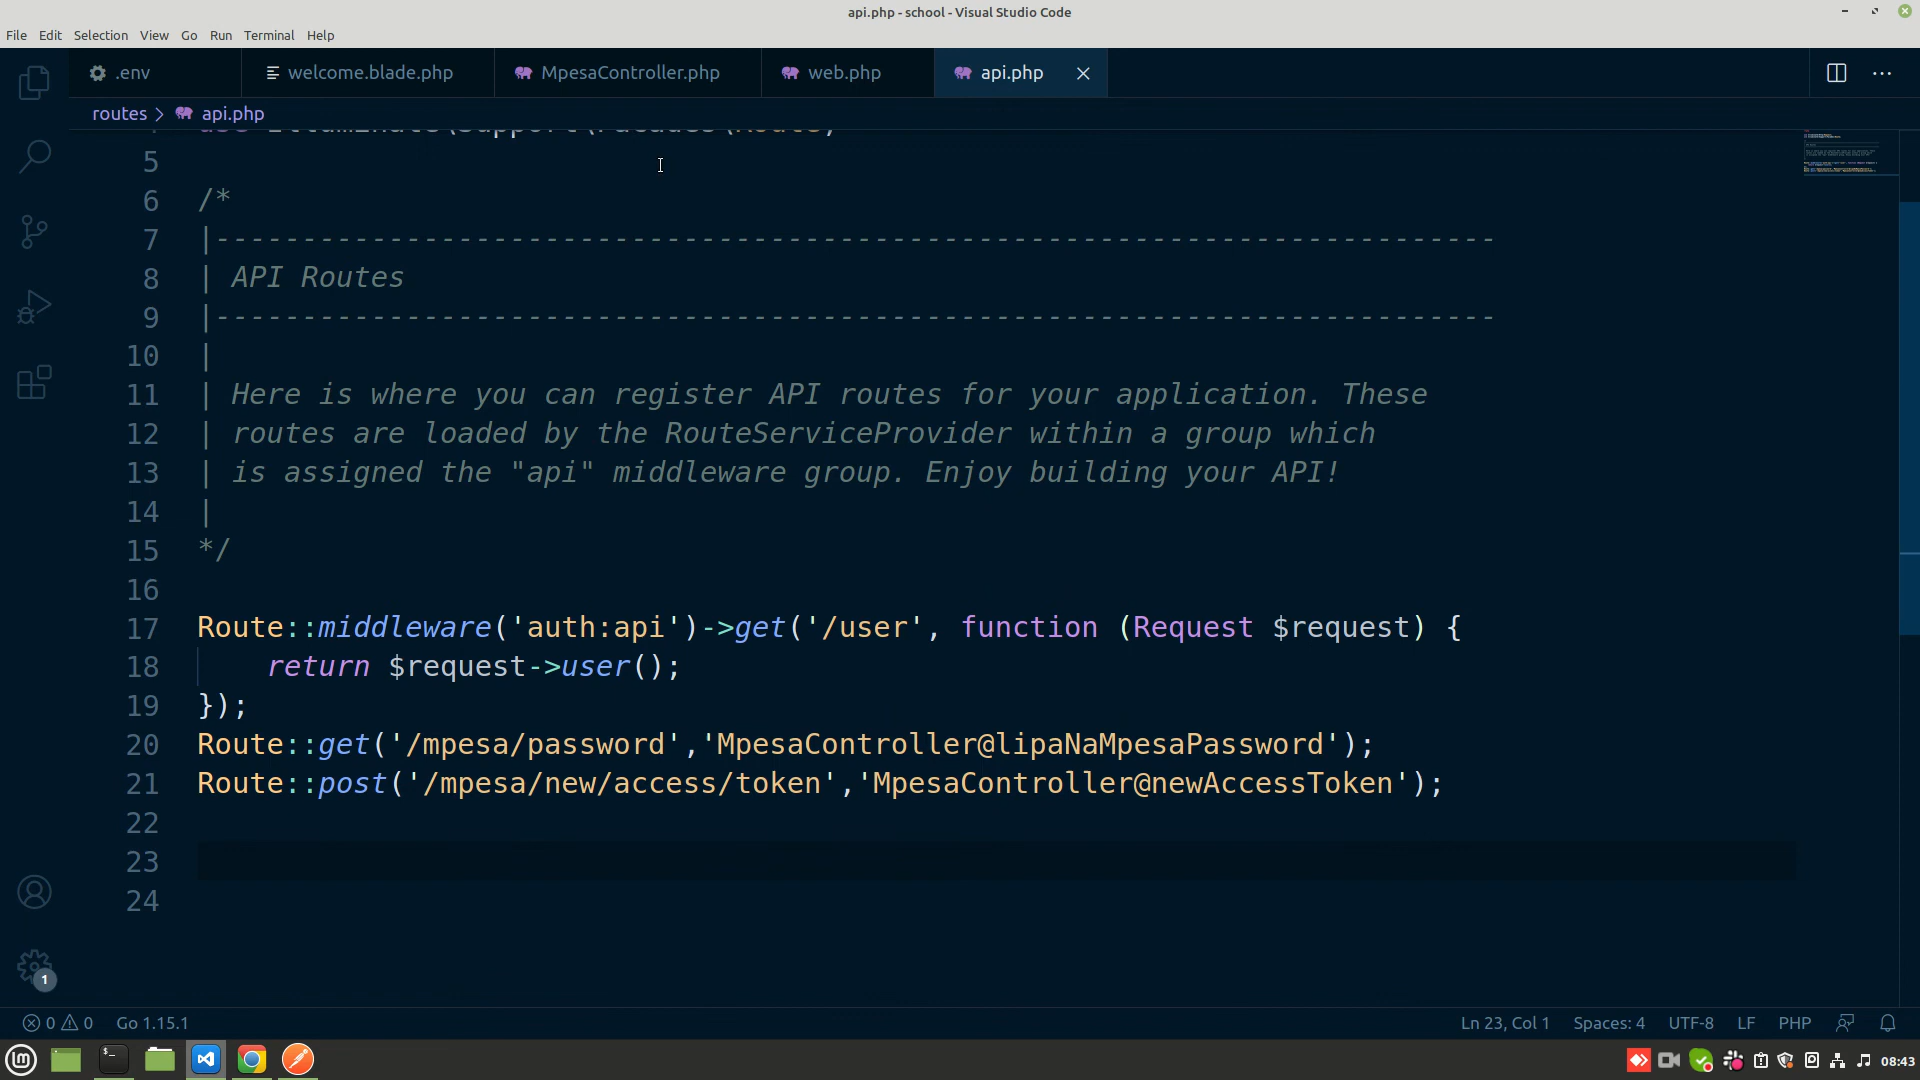 api.php - school - Visual Studio Code
File Edit Selection View Go Run Terminal Help
.env welcome.blade.php MpesaController.php web.php api.php
routes > api.php
5
6 /*
7 |--------------------------------------------------------------------------
8 | API Routes
9 |--------------------------------------------------------------------------
10 |
11 | Here is where you can register API routes for your application. These
12 | routes are loaded by the RouteServiceProvider within a group which
13 | is assigned the "api" middleware group. Enjoy building your API!
14 |
15 */
16
17 Route::middleware('auth:api')->get('/user', function (Request $request) {
18 return $request->user();
19 });
20 Route::get('/mpesa/password','MpesaController@lipaNaMpesaPassword');
21 Route::post('/mpesa/new/access/token','MpesaController@newAccessToken');
22
23
24
1
0 0 Go 1.15.1 Ln 23, Col 1 Spaces: 4 UTF-8 LF PHP
08:43